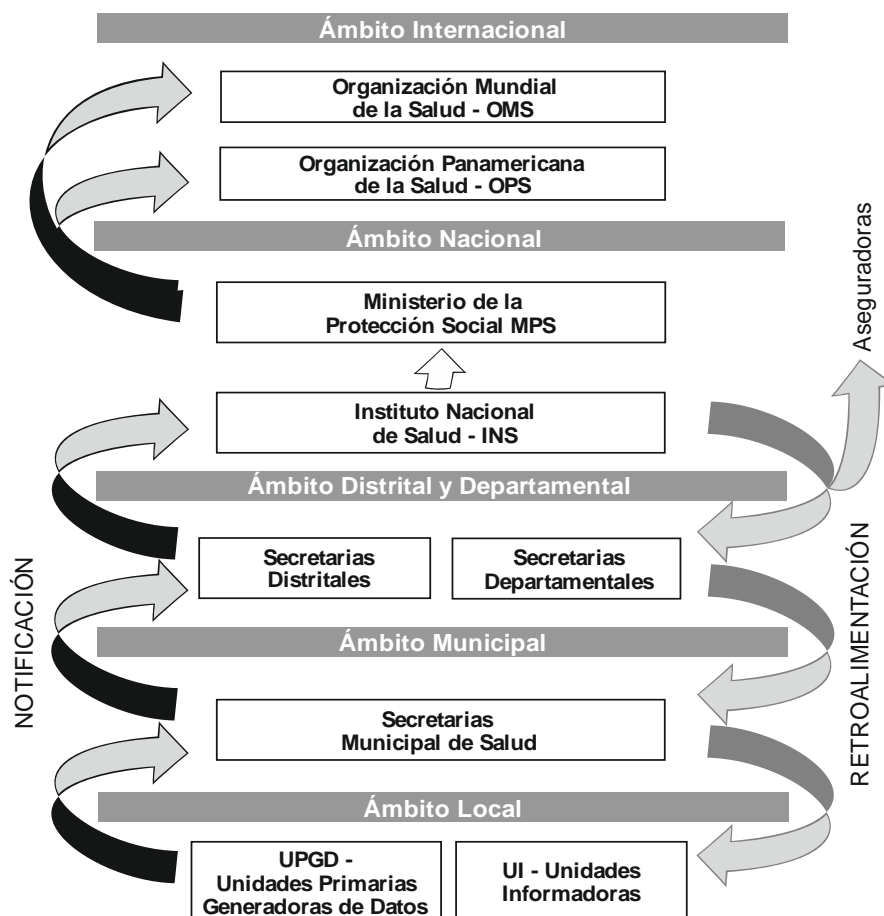 Ámbito Internacional
Organización Mundial
de la Salud - OMS
Organización Panamericana
de la Salud - OPS
Ámbito Nacional
Ministerio de la
Protección Social MPS
Aseguradoras
Instituto Nacional
de Salud - INS
Ámbito Distrital y Departamental
Secretarias
Distritales
Secretarias
Departamentales
NOTIFICACIÓN
RETROALIMENTACIÓN
Ámbito Municipal
Secretarias
Municipal de Salud
Ámbito Local
UPGD -
Unidades Primarias
Generadoras de Datos
UI - Unidades
Informadoras